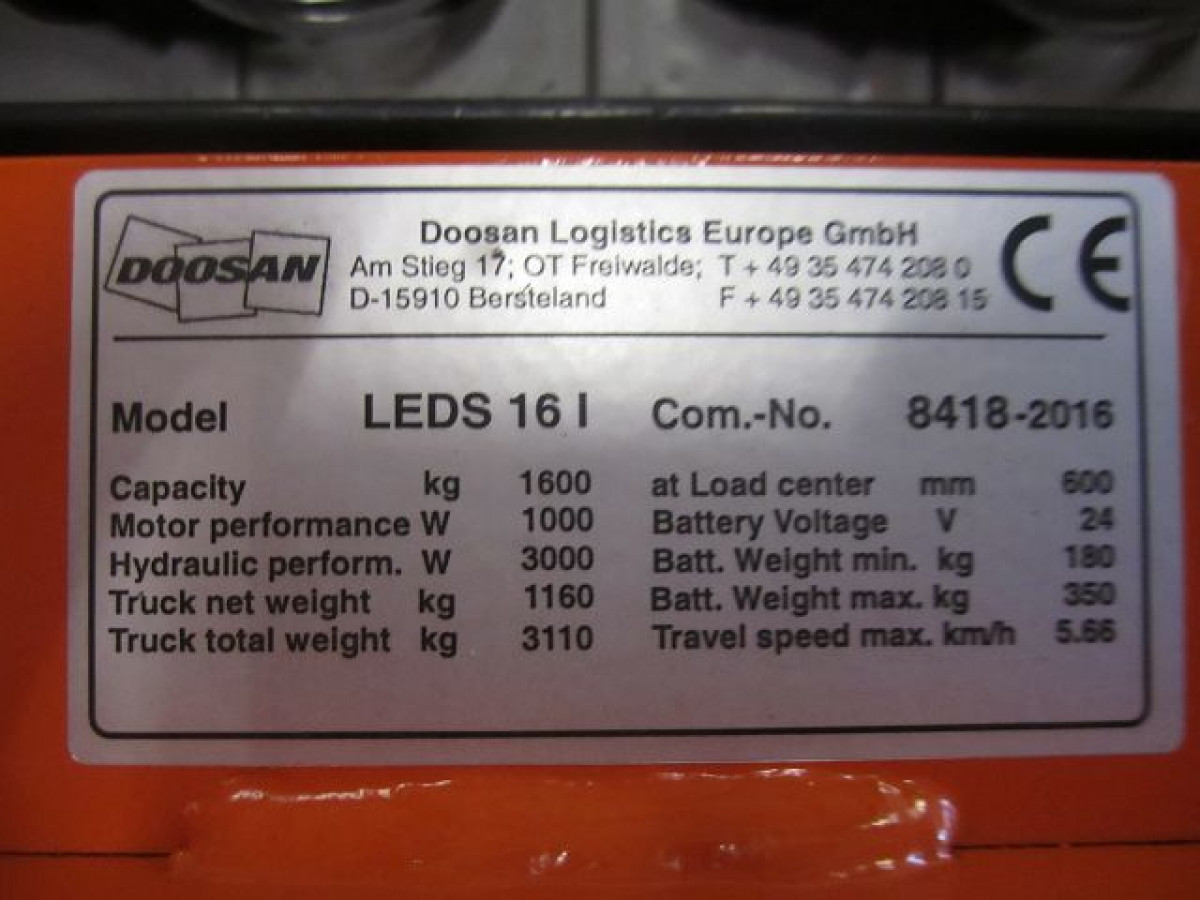 DOOSAN
Doosan Logistics Europe GmbH
Am Stieg 17; OT Freiwalde; T + 49 35 474 208 0
D-15910 Bersteland F + 49 35 474 208 15
CE
Model LEDS 16 I Com.-No. 8418-2016
Capacity kg 1600 at Load center mm 600
Motor performance W 1000 Battery Voltage V 24
Hydraulic perform. W 3000 Batt. Weight min. kg 180
Truck net weight kg 1160 Batt. Weight max. kg 350
Truck total weight kg 3110 Travel speed max. km/h 5.66